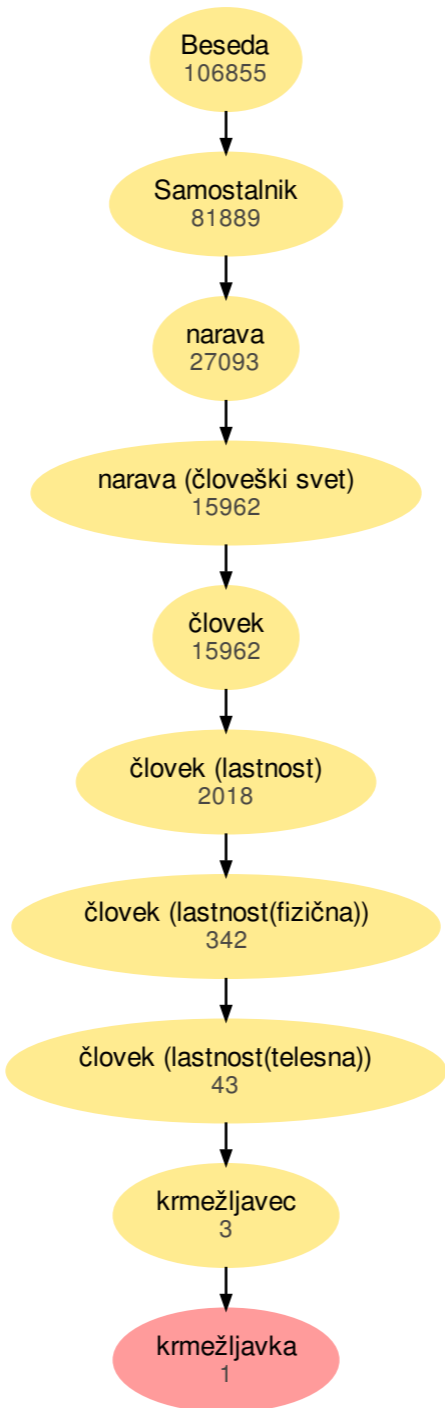 Beseda
106855
Samostalnik
81889
narava
27093
narava (človeški svet)
15962
človek
15962
človek (lastnost)
2018
človek (lastnost(fizična))
342
človek (lastnost(telesna))
43
krmežljavec
3
krmežljavka
1